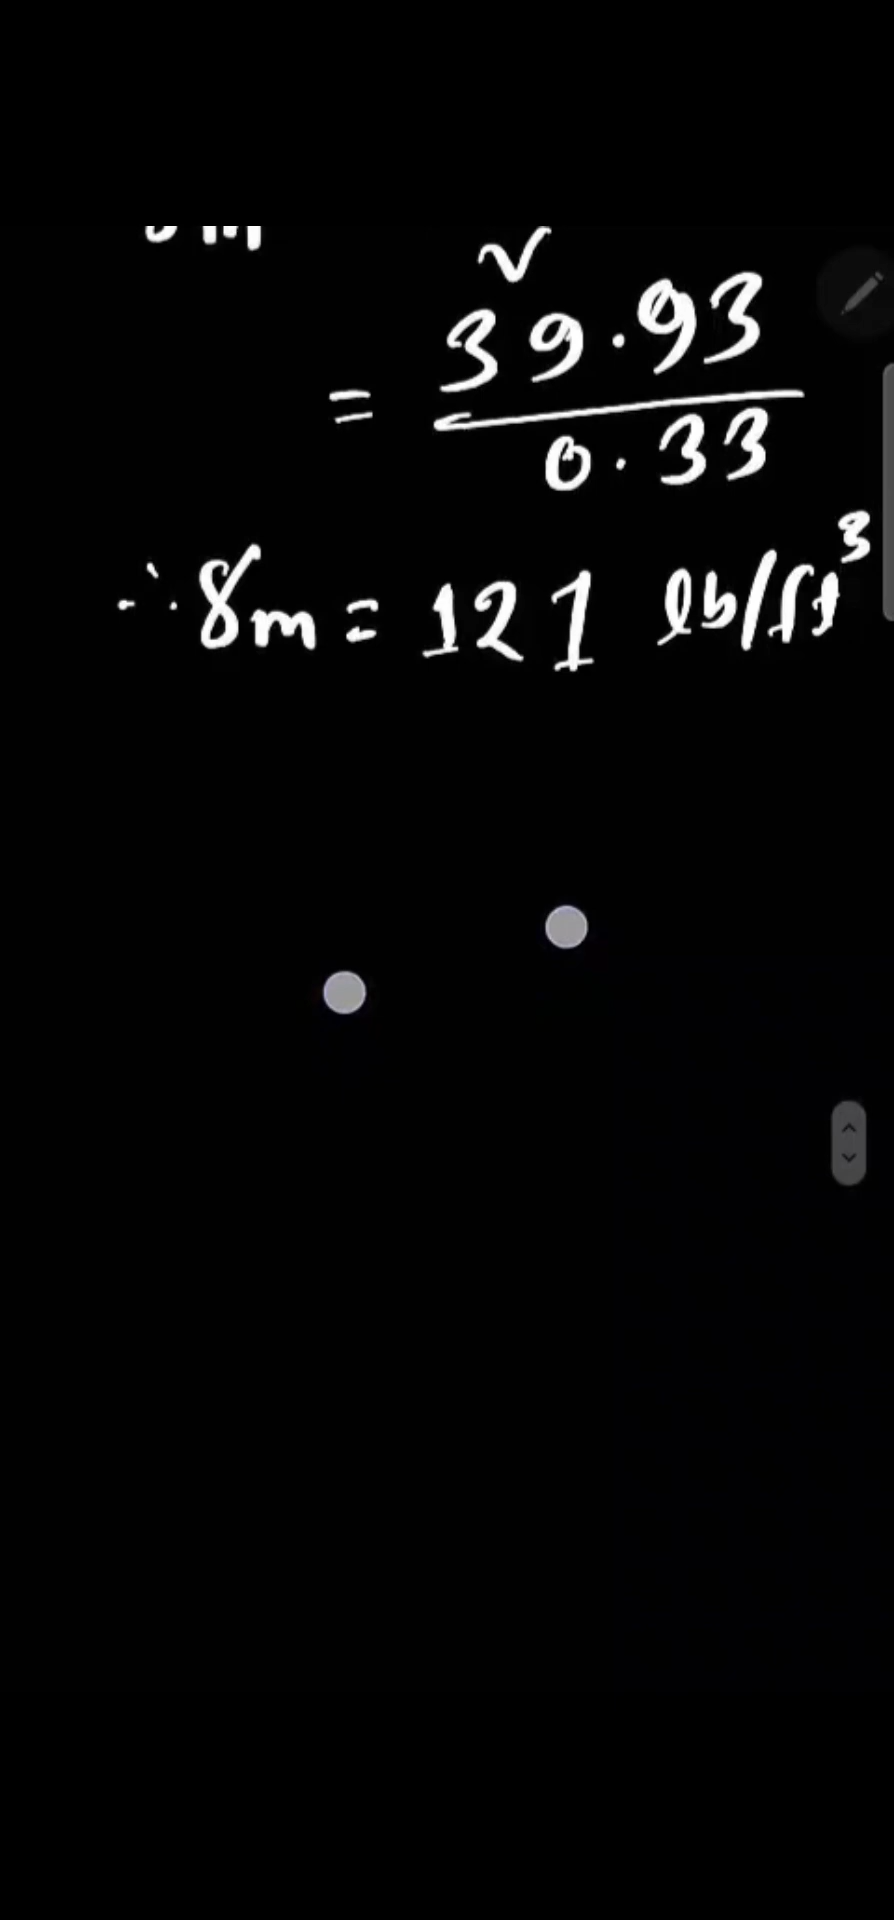 v
= 39.93
0.33
∴ γm = 121 lb/ft³